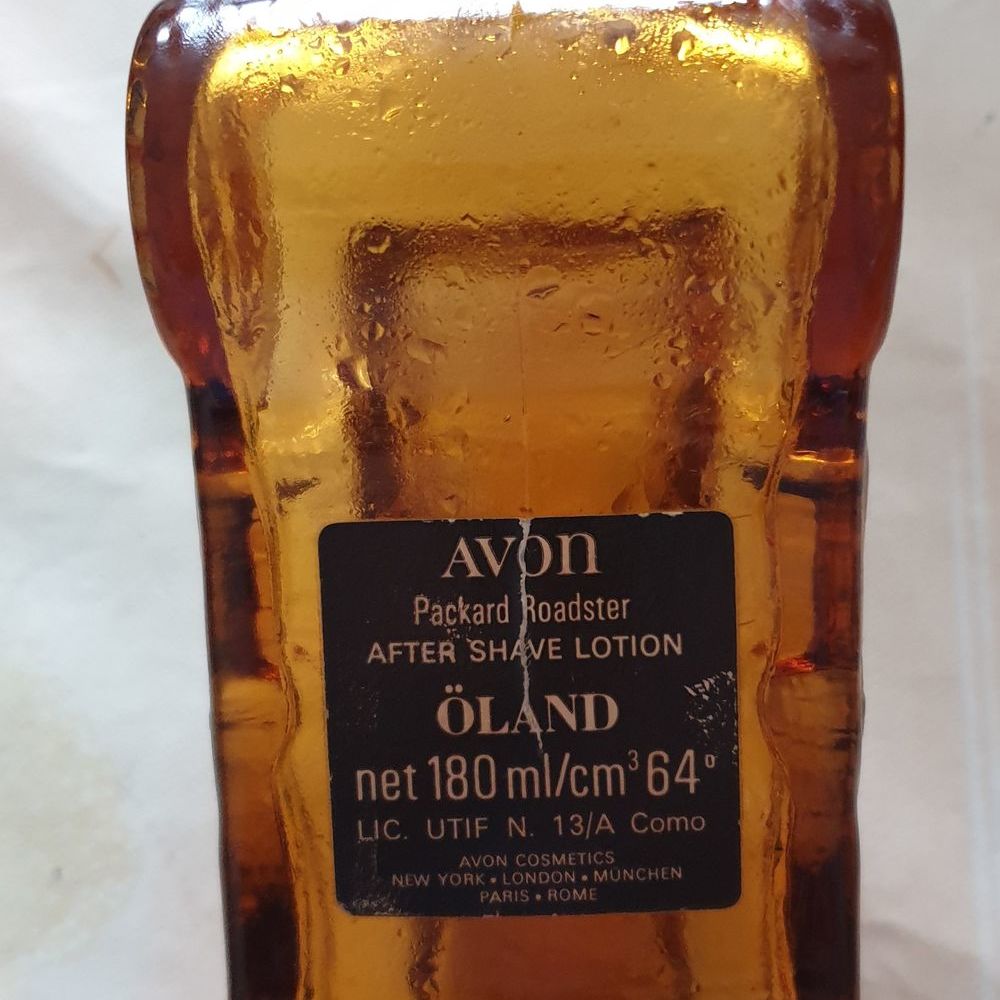 AVON
Packard Roadster
AFTER SHAVE LOTION
ÖLAND
net 180 ml/cm³ 64°
LIC. UTIF N. 13/A Como
AVON COSMETICS
NEW YORK • LONDON • MÜNCHEN
PARIS • ROME